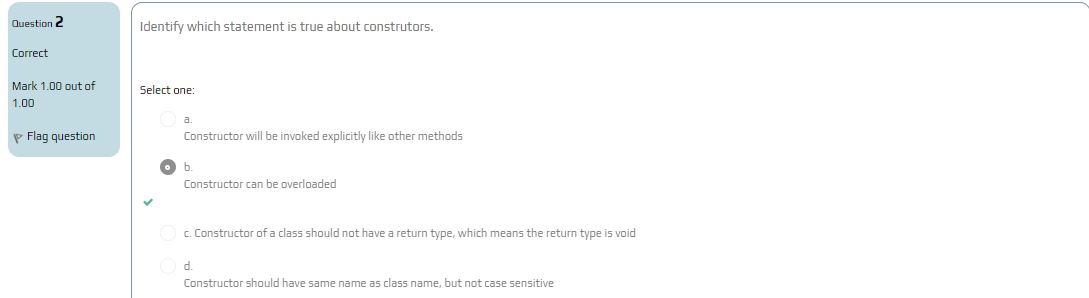 Question 2
Correct
Mark 1.00 out of
1.00
Flag question
Identify which statement is true about construtors.
Select one:
a.
Constructor will be invoked explicitly like other methods
b.
Constructor can be overloaded
c. Constructor of a class should not have a return type, which means the return type is void
d.
Constructor should have same name as class name, but not case sensitive